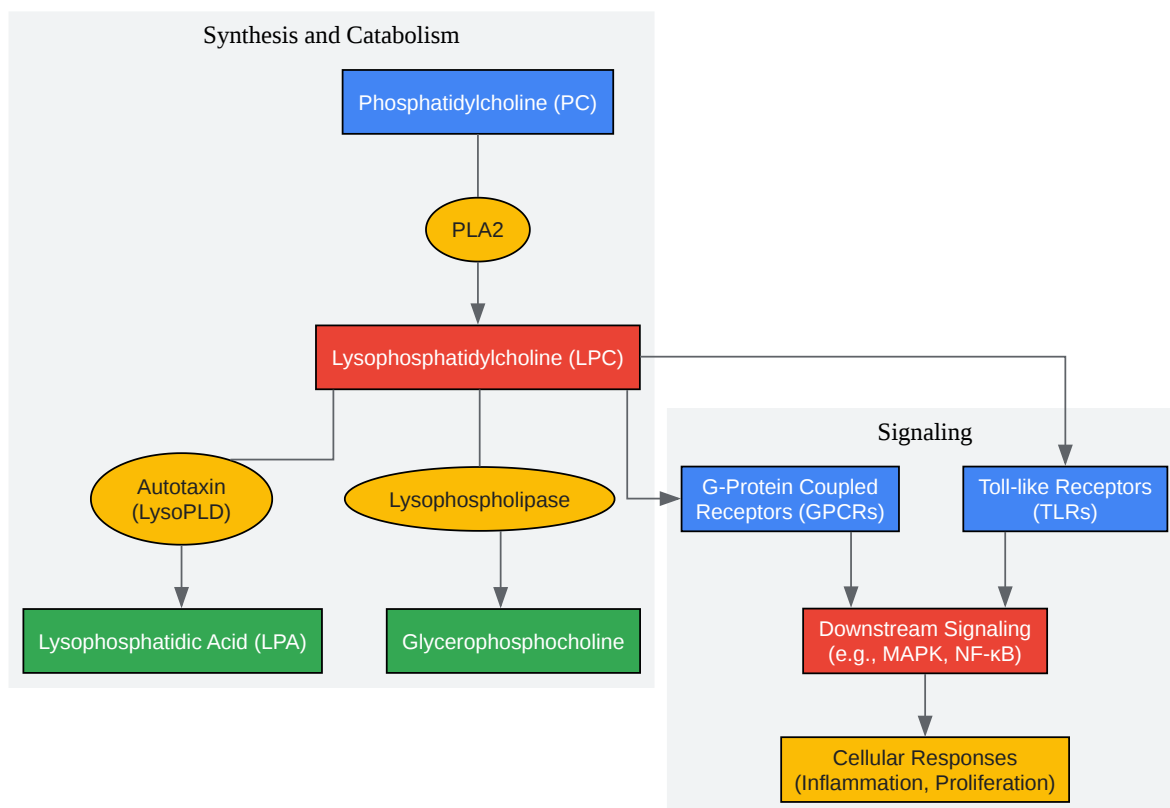 Synthesis and Catabolism
Phosphatidylcholine (PC)
PLA2
Lysophosphatidylcholine (LPC)
Autotaxin
(LysoPLD)
Lysophospholipase
Lysophosphatidic Acid (LPA)
Glycerophosphocholine
Signaling
G-Protein Coupled
Receptors (GPCRs)
Toll-like Receptors
(TLRs)
Downstream Signaling
(e.g., MAPK, NF-κB)
Cellular Responses
(Inflammation, Proliferation)